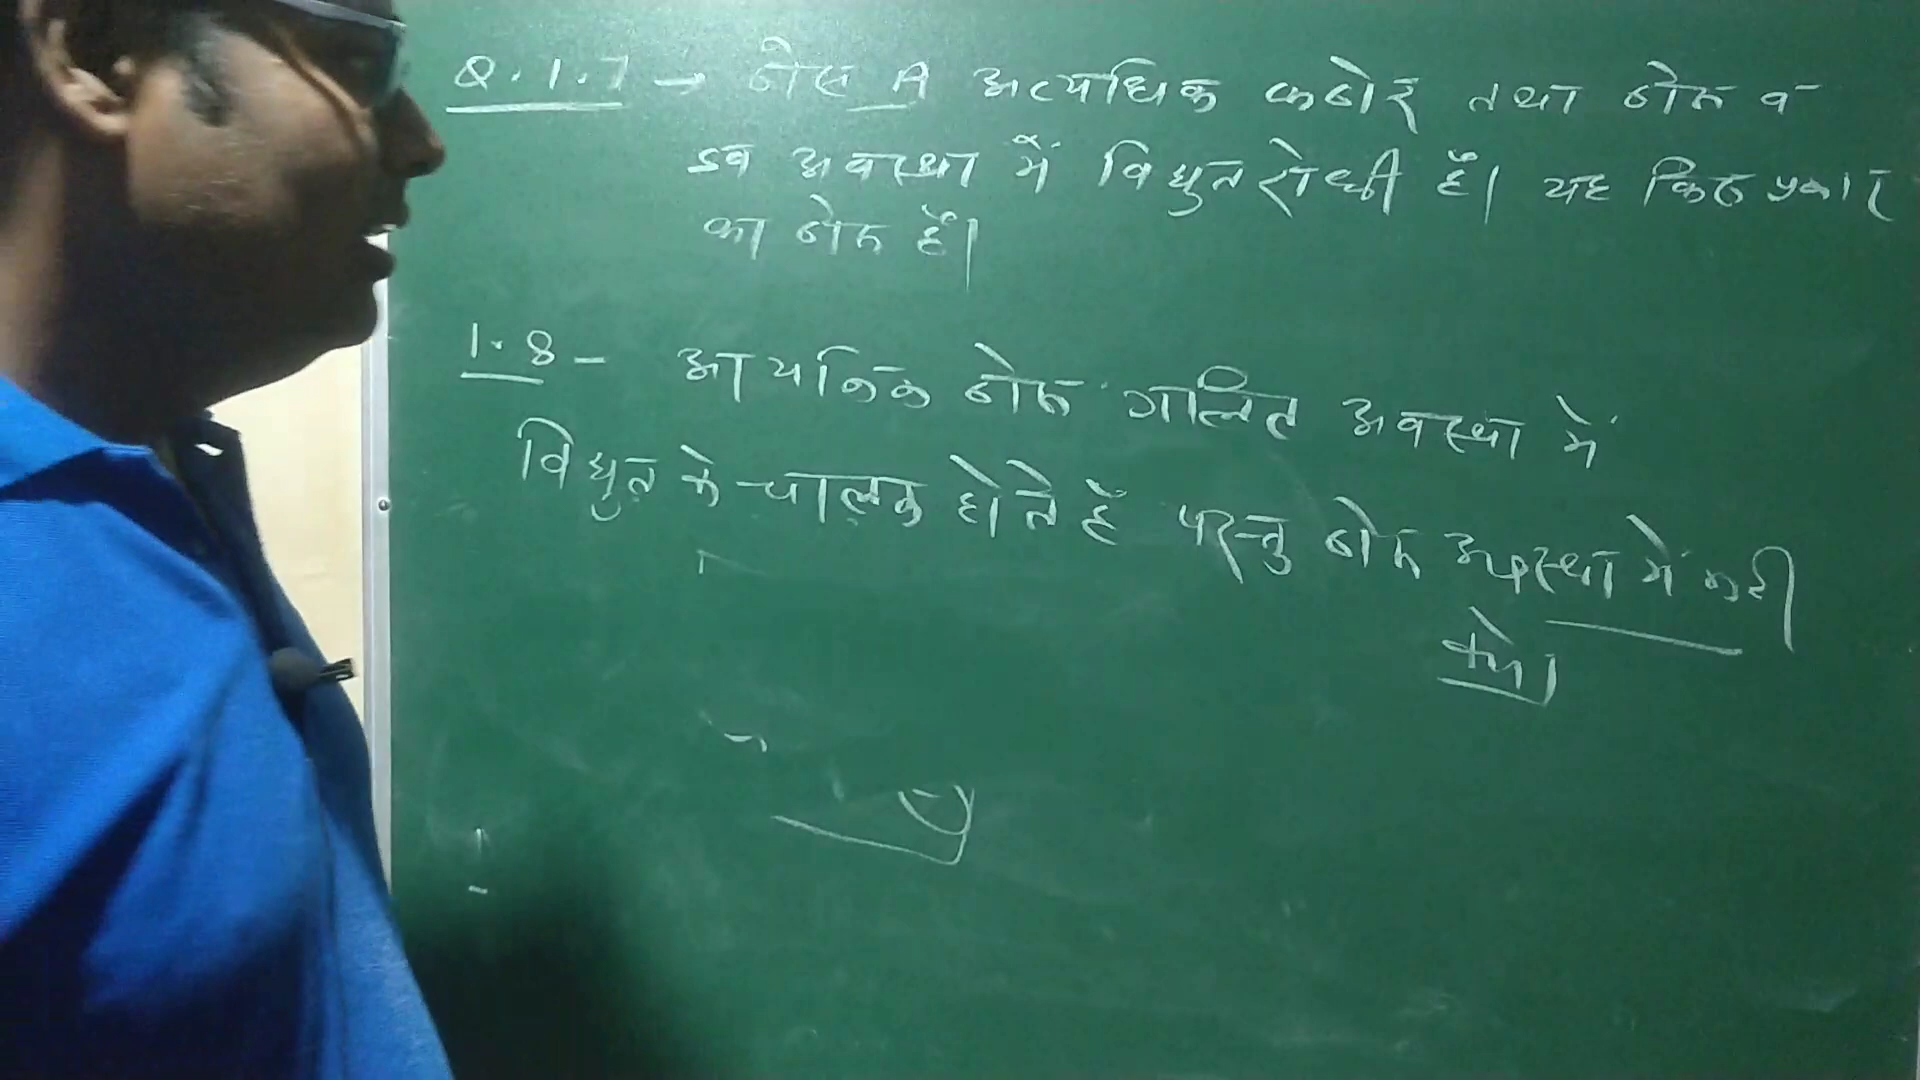 Q.1.7 → ठोस A अत्यधिक कठोर तथा ठोस व
द्रव अवस्था में विद्युतरोधी है। यह किस प्रकार
का ठोस है।
1.8 - आयनिक ठोस गलित अवस्था में
विद्युत के चालक होते हैं परन्तु ठोस अवस्था में नहीं
क्यों।